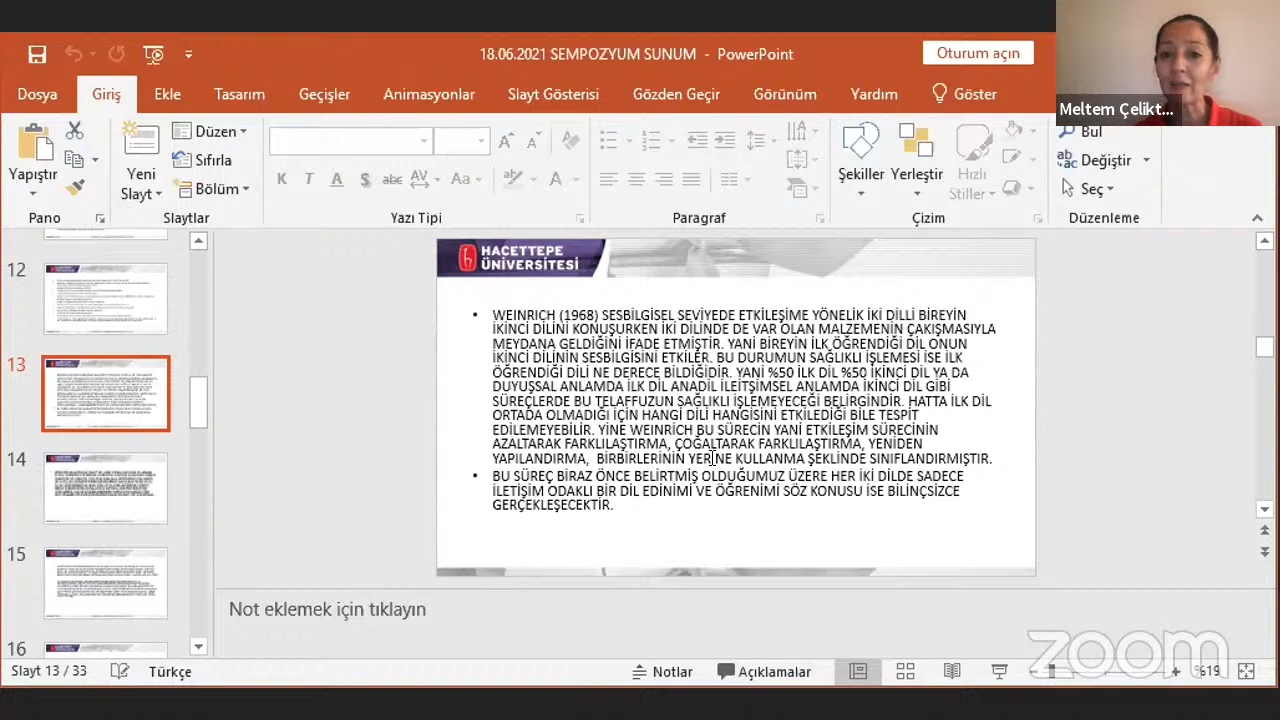 18.06.2021 SEMPOZYUM SUNUM - PowerPoint
Oturum açın
Meltem Çelikt...
Dosya
Giriş
Ekle
Tasarım
Geçişler
Animasyonlar
Slayt Gösterisi
Gözden Geçir
Görünüm
Yardım
Göster
Yapıştır
Pano
Yeni
Slayt
Düzen
Sıfırla
Bölüm
Slaytlar
K T A S abc AV Aa A
Yazı Tipi
Paragraf
Şekiller
Yerleştir
Hızlı
Stiller
Çizim
Bul
Değiştir
Seç
Düzenleme
12
13
14
15
16
HACETTEPE
ÜNİVERSİTESİ
• WEINRICH (1968) SESBİLGİSEL SEVİYEDE ETKİLEŞİME YÖNELİK İKİ DİLLİ BİREYİN
İKİNCİ DİLİNİ KONUŞURKEN İKİ DİLİNDE DE VAR OLAN MALZEMENİN ÇAKIŞMASIYLA
MEYDANA GELDİĞİNİ İFADE ETMİŞTİR. YANİ BİREYİN İLK ÖĞRENDİĞİ DİL ONUN
İKİNCİ DİLİNİN SESBİLGİSİNİ ETKİLER. BU DURUMUN SAĞLIKLI İŞLEMESİ İSE İLK
ÖĞRENDİĞİ DİLİ NE DERECE BİLDİĞİDİR. YANI %50 İLK DİL %50 İKİNCİ DİL YA DA
DUYUŞSAL ANLAMDA İLK DİL ANADİL İLEİTŞİMİSEL ANLAMDA İKİNCİ DİL GİBİ
SÜREÇLERDE BU TELAFFUZUN SAĞLIKLI İŞLEMEYECEĞİ BELİRGİNDİR. HATTA İLK DİL
ORTADA OLMADIĞI İÇİN HANGİ DİLİ HANGİSİNİ ETKİLEDİĞİ BİLE TESPİT
EDİLEMEYEBİLİR. YİNE WEINRICH BU SÜRECİN YANİ ETKİLEŞİM SÜRECİNİN
AZALTARAK FARKLILAŞTIRMA, ÇOĞALTARAK FARKLILAŞTIRMA, YENİDEN
YAPILANDIRMA, BİRBİRLERİNİN YERİNE KULLANMA ŞEKLİNDE SINIFLANDIRMIŞTIR.
• BU SÜREÇ BİRAZ ÖNCE BELİRTMİŞ OLDUĞUMUZ ÜZERE HER İKİ DİLDE SADECE
İLETİŞİM ODAKLI BİR DİL EDİNİMİ VE ÖĞRENİMİ SÖZ KONUSU İSE BİLİNÇSİZCE
GERÇEKLEŞECEKTİR.
Not eklemek için tıklayın
zoom
Slayt 13 / 33
Türkçe
Notlar
Açıklamalar
%19